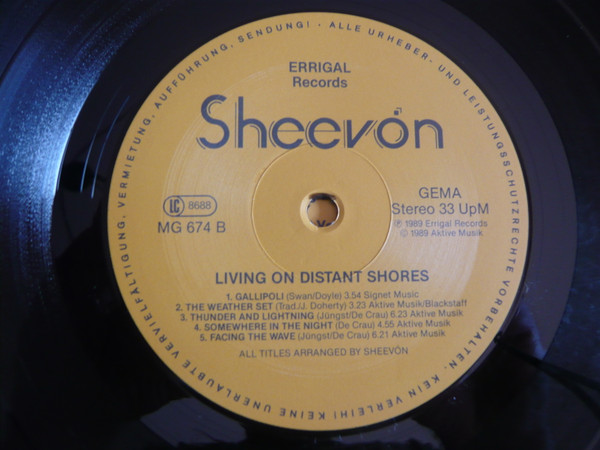 ALLE URHEBER- UND LEISTUNGSSCHUTZRECHTE VORBEHALTEN. KEIN VERLEIH! KEINE UNERLAUBTE VERVIELFÄLTIGUNG, VERMIETUNG, AUFFÜHRUNG, SENDUNG! -
ERRIGAL
Records
Sheevón
LC 8688
MG 674 B
GEMA
Stereo 33 UpM
℗ 1989 Errigal Records
© 1989 Aktive Musik
LIVING ON DISTANT SHORES
1. GALLIPOLI (Swan/Doyle) 3.54 Signet Music
2. THE WEATHER SET (Trad./J. Doherty) 3.23 Aktive Musik/Blackstaff
3. THUNDER AND LIGHTNING (Jüngst/De Crau) 6.23 Aktive Musik
4. SOMEWHERE IN THE NIGHT (De Crau) 4.55 Aktive Musik
5. FACING THE WAVE (Jüngst/De Crau) 6.21 Aktive Musik
ALL TITLES ARRANGED BY SHEEVÓN